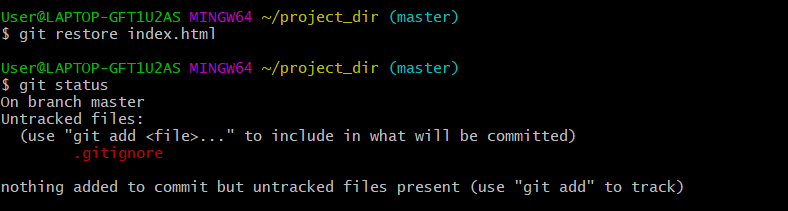 User@LAPTOP-GFT1U2AS MINGW64 ~/project_dir (master)
$ git restore index.html
User@LAPTOP-GFT1U2AS MINGW64 ~/project_dir (master)
$ git status
On branch master
Untracked files:
  (use "git add <file>..." to include in what will be committed)
        .gitignore
nothing added to commit but untracked files present (use "git add" to track)